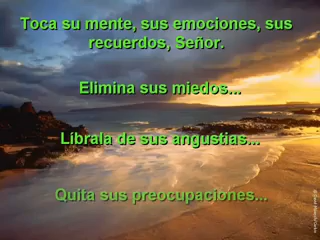 Toca su mente, sus emociones, sus
recuerdos, Señor.
Elimina sus miedos...
Líbrala de sus angustias...
Quita sus preocupaciones...